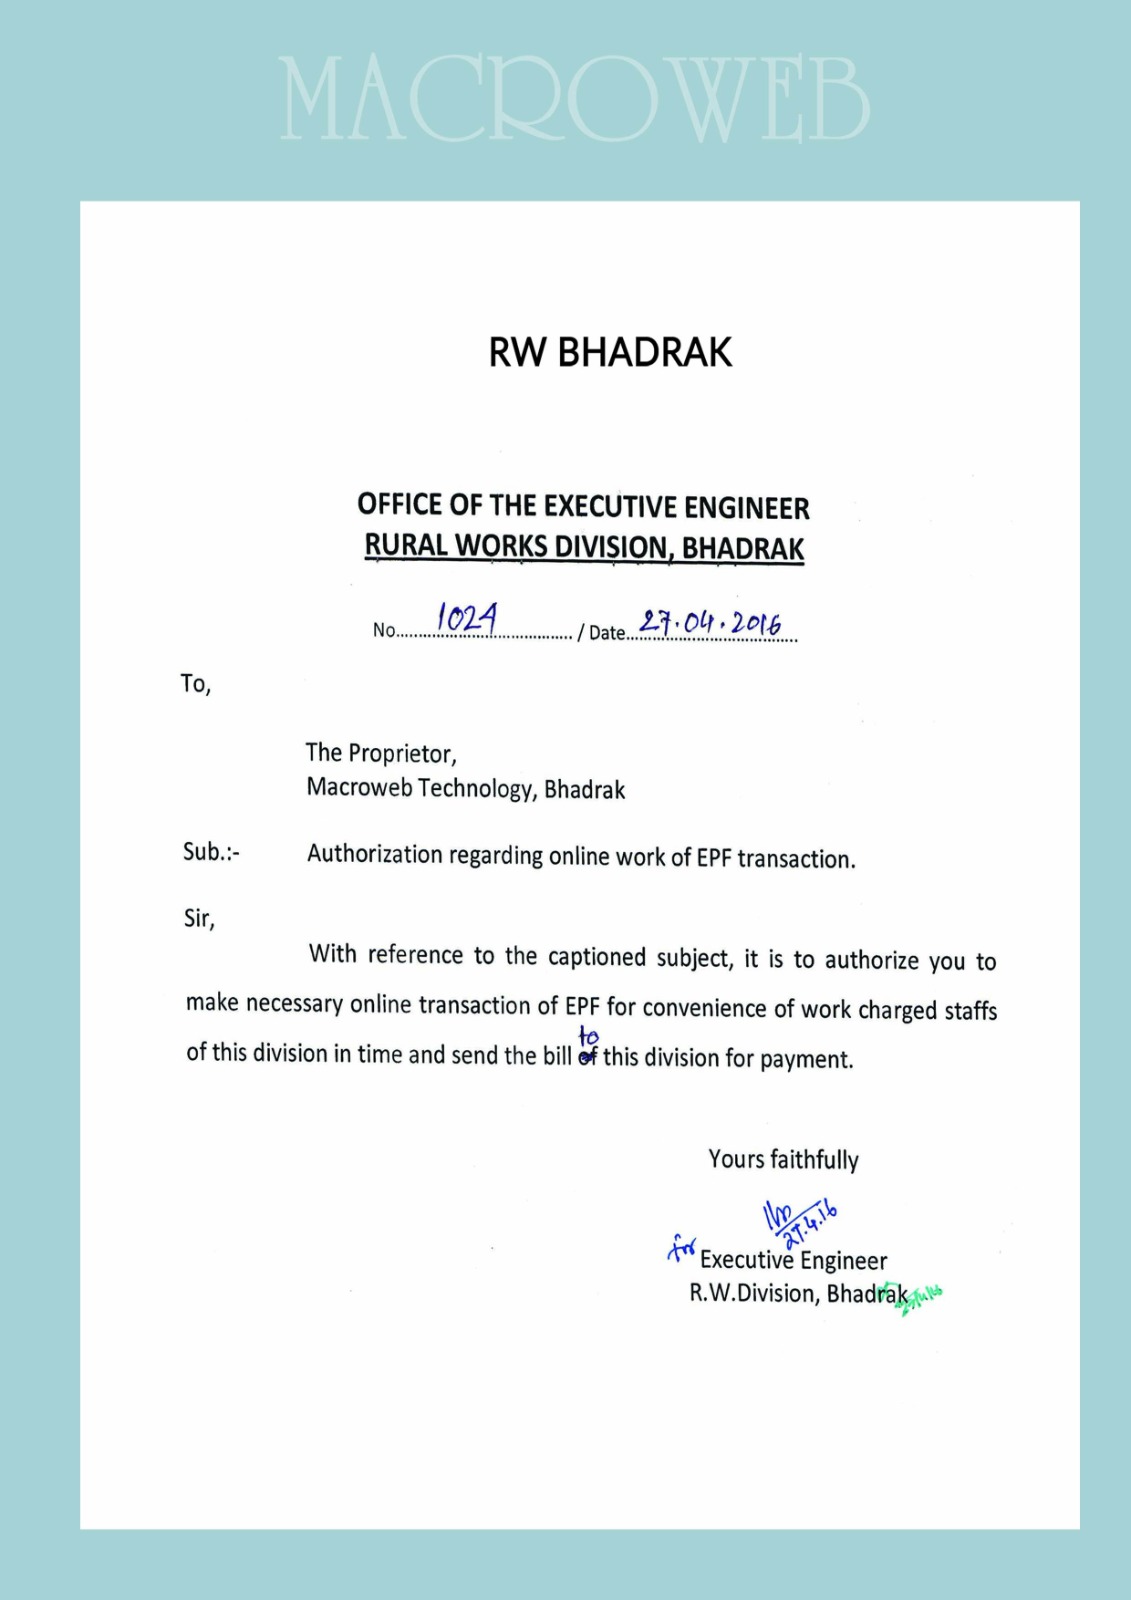 MACROWEB
RW BHADRAK
OFFICE OF THE EXECUTIVE ENGINEER
RURAL WORKS DIVISION, BHADRAK
No. 1024 / Date. 27.04.2016
To,
The Proprietor,
Macroweb Technology, Bhadrak
Sub.:- Authorization regarding online work of EPF transaction.
Sir,
With reference to the captioned subject, it is to authorize you to
make necessary online transaction of EPF for convenience of work charged staffs
to
of this division in time and send the bill of this division for payment.
Yours faithfully
27.4.16
for Executive Engineer
R.W.Division, Bhadrak